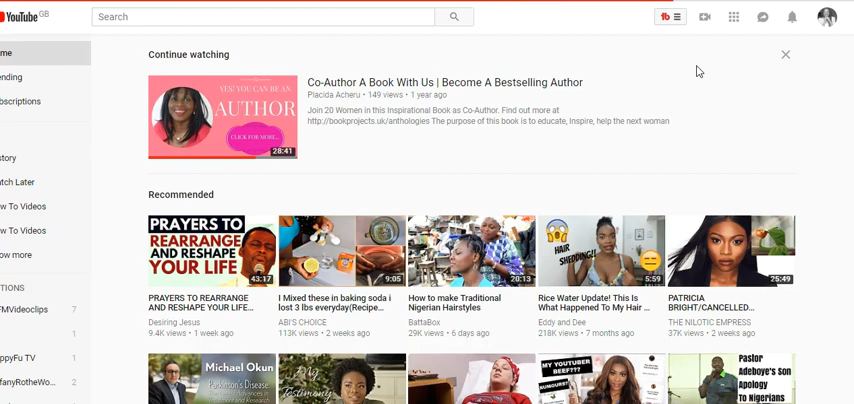 YouTube GB
Search
me
Continue watching
ending
YES! YOU CAN BE AN
AUTHOR
CLICK FOR MORE...
28:41
Co-Author A Book With Us | Become A Bestselling Author
Placida Acheru • 149 views • 1 year ago
Join 20 Women in this Inspirational Book as Co-Author. Find out more at
http://bookprojects.uk/anthologies The purpose of this book is to educate, Inspire, help the next woman
bscriptions
story
atch Later
w To Videos
w To Videos
ow more
TIONS
FMVideoclips 7
1
ppyFu TV 1
fanyRotheWo... 2
Recommended
PRAYERS TO
REARRANGE
AND RESHAPE
YOUR LIFE
43:17
9:05
20:13
HAIR
SHEDDING!!
5:59
25:49
PRAYERS TO REARRANGE
AND RESHAPE YOUR LIFE...
Desiring Jesus
9.4K views • 1 week ago
I Mixed these in baking soda i
lost 3 lbs everyday(Recipe...
ABI'S CHOICE
113K views • 2 weeks ago
How to make Traditional
Nigerian Hairstyles
BattaBox
29K views • 6 days ago
Rice Water Update! This Is
What Happened To My Hair ...
Eddy and Dee
218K views • 7 months ago
PATRICIA
BRIGHT/CANCELLED...
THE NILOTIC EMPRESS
37K views • 2 weeks ago
Michael Okun
Parkinson's Disease:
My
Testimony
MY YOUTUBER
BEEF???
RUMOURS?
Pastor
Adeboye's son
Apology
To
Nigerians